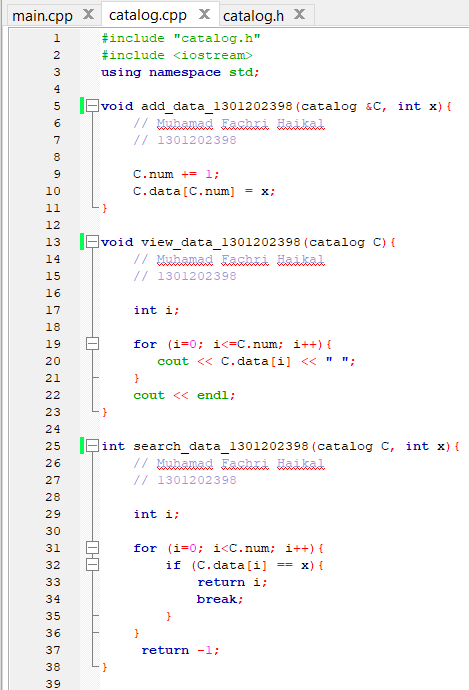 main.cpp X catalog.cpp X catalog.h X
1 #include "catalog.h"
2 #include <iostream>
3 using namespace std;
4
5 void add_data_1301202398(catalog &C, int x){
6 // Muhamad Fachri Haikal
7 // 1301202398
8
9 C.num += 1;
10 C.data[C.num] = x;
11 }
12
13 void view_data_1301202398(catalog C){
14 // Muhamad Fachri Haikal
15 // 1301202398
16
17 int i;
18
19 for (i=0; i<=C.num; i++){
20 cout << C.data[i] << " ";
21 }
22 cout << endl;
23 }
24
25 int search_data_1301202398(catalog C, int x){
26 // Muhamad Fachri Haikal
27 // 1301202398
28
29 int i;
30
31 for (i=0; i<C.num; i++){
32 if (C.data[i] == x){
33 return i;
34 break;
35 }
36 }
37 return -1;
38 }
39